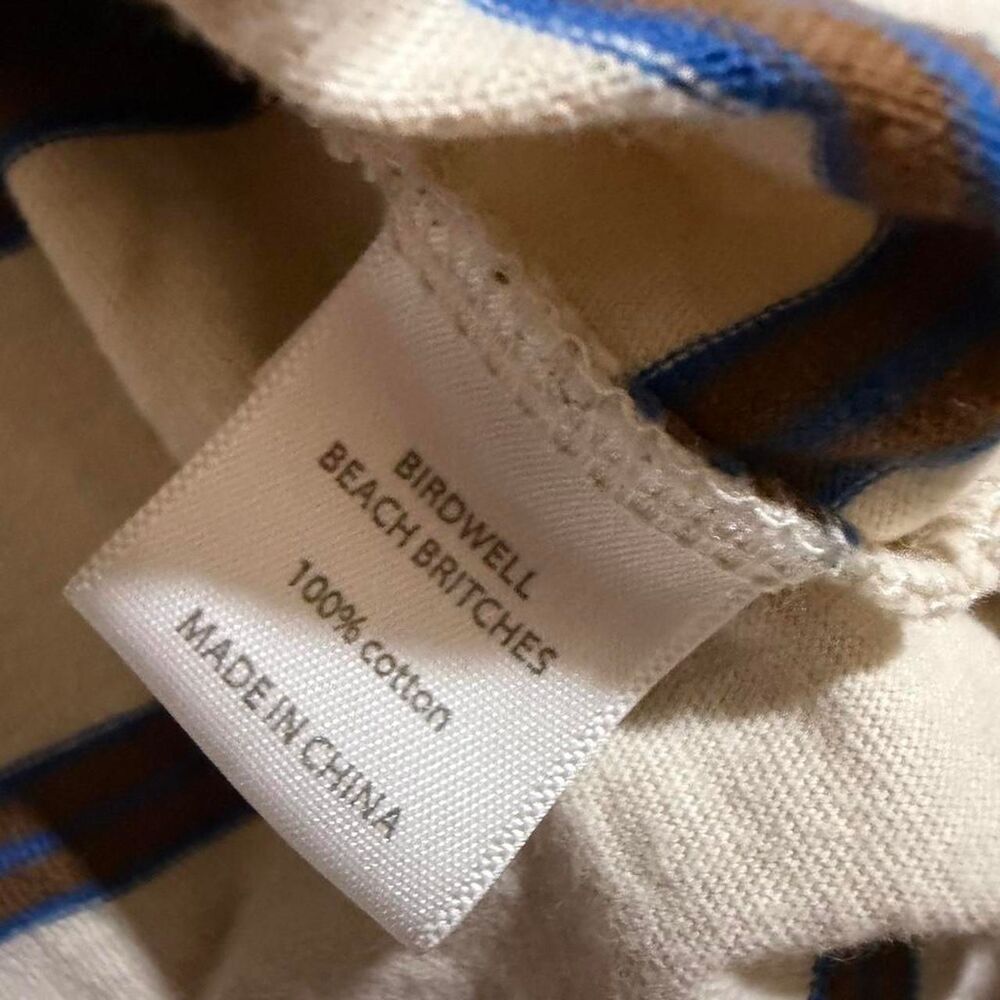 BIRDWELL
BEACH BRITCHES
100% cotton
MADE IN CHINA